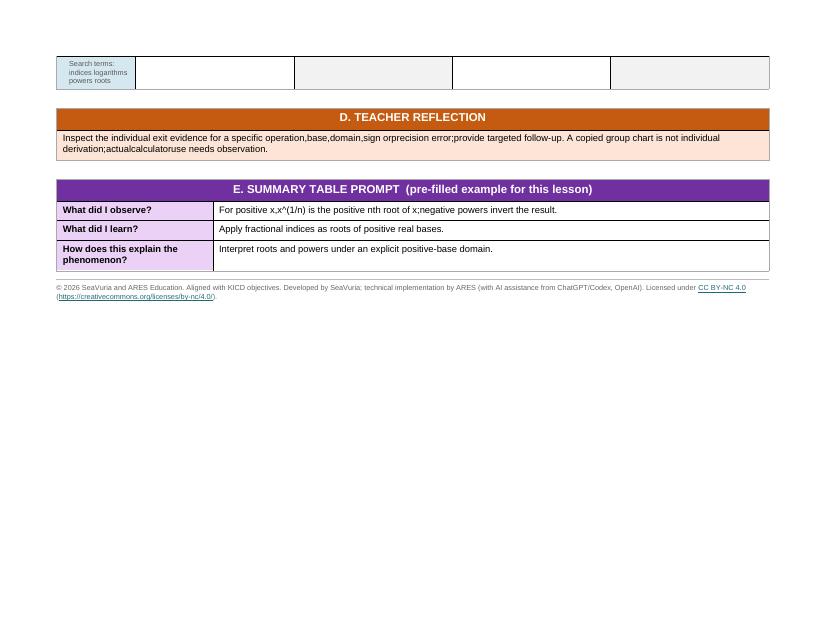 Search terms:
indices logarithms
powers roots
D. TEACHER REFLECTION
Inspect the individual exit evidence for a specific operation,base,domain,sign orprecision error;provide targeted follow-up. A copied group chart is not individual
derivation;actualcalculatoruse needs observation.
E. SUMMARY TABLE PROMPT  (pre-filled example for this lesson)
What did I observe?
For positive x,x^(1/n) is the positive nth root of x;negative powers invert the result.
What did I learn?
Apply fractional indices as roots of positive real bases.
How does this explain the
phenomenon?
Interpret roots and powers under an explicit positive-base domain.
© 2026 SeaVuria and ARES Education. Aligned with KICD objectives. Developed by SeaVuria; technical implementation by ARES (with AI assistance from ChatGPT/Codex, OpenAI). Licensed under CC BY-NC 4.0
(https://creativecommons.org/licenses/by-nc/4.0/).